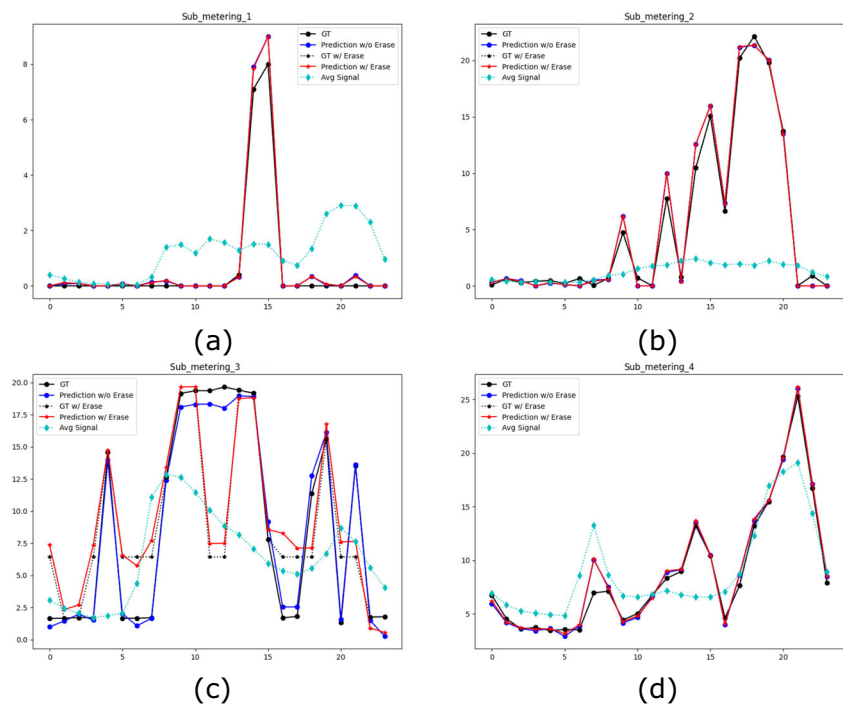 Sub_metering_1
GT
Prediction w/o Erase
GT w/ Erase
Prediction w/ Erase
Avg Signal
8
6
4
2
0
0
5
10
15
20
(a)
Sub_metering_2
GT
Prediction w/o Erase
GT w/ Erase
Prediction w/ Erase
Avg Signal
20
15
10
5
0
0
5
10
15
20
(b)
Sub_metering_3
GT
Prediction w/o Erase
GT w/ Erase
Prediction w/ Erase
Avg Signal
20.0
17.5
15.0
12.5
10.0
7.5
5.0
2.5
0.0
0
5
10
15
20
(c)
Sub_metering_4
GT
Prediction w/o Erase
GT w/ Erase
Prediction w/ Erase
Avg Signal
25
20
15
10
5
0
5
10
15
20
(d)